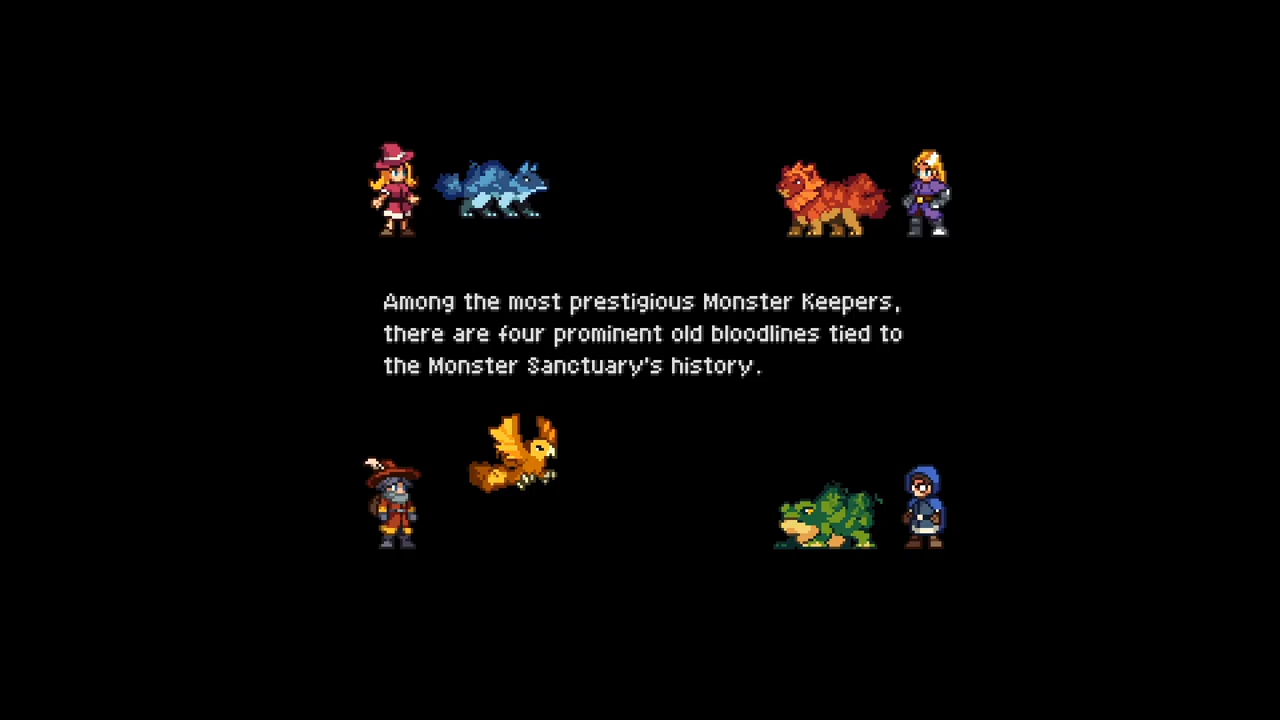 Among the most prestigious Monster Keepers,
there are four prominent old bloodlines tied to
the Monster Sanctuary's history.